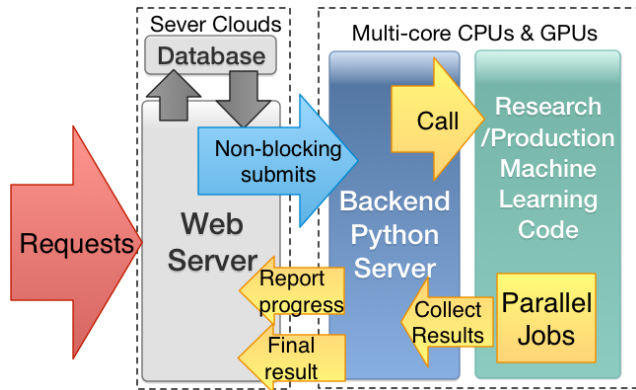 Sever Clouds
Multi-core CPUs & GPUs
Database
Call
Research
/Production
Machine
Learning
Code
Non-blocking
submits
Requests
Web
Server
Backend
Python
Server
Report
progress
Collect
Results
Parallel
Jobs
Final
result